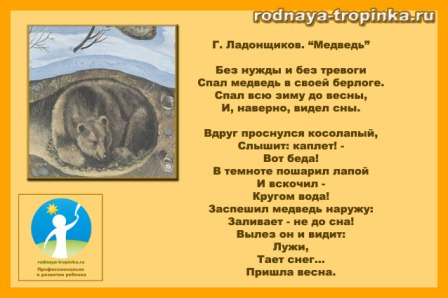 rodnaya-tropinka.ru
Г. Ладонщиков. “Медведь”
Без нужды и без тревоги
Спал медведь в своей берлоге.
Спал всю зиму до весны,
И, наверно, видел сны.
Вдруг проснулся косолапый,
Слышит: каплет! -
Вот беда!
В темноте пошарил лапой
И вскочил -
Кругом вода!
Заспешил медведь наружу:
Заливает - не до сна!
Вылез он и видит:
Лужи,
Тает снег...
Пришла весна.
rodnaya-tropinka.ru
Профессионально
о развитии ребенка